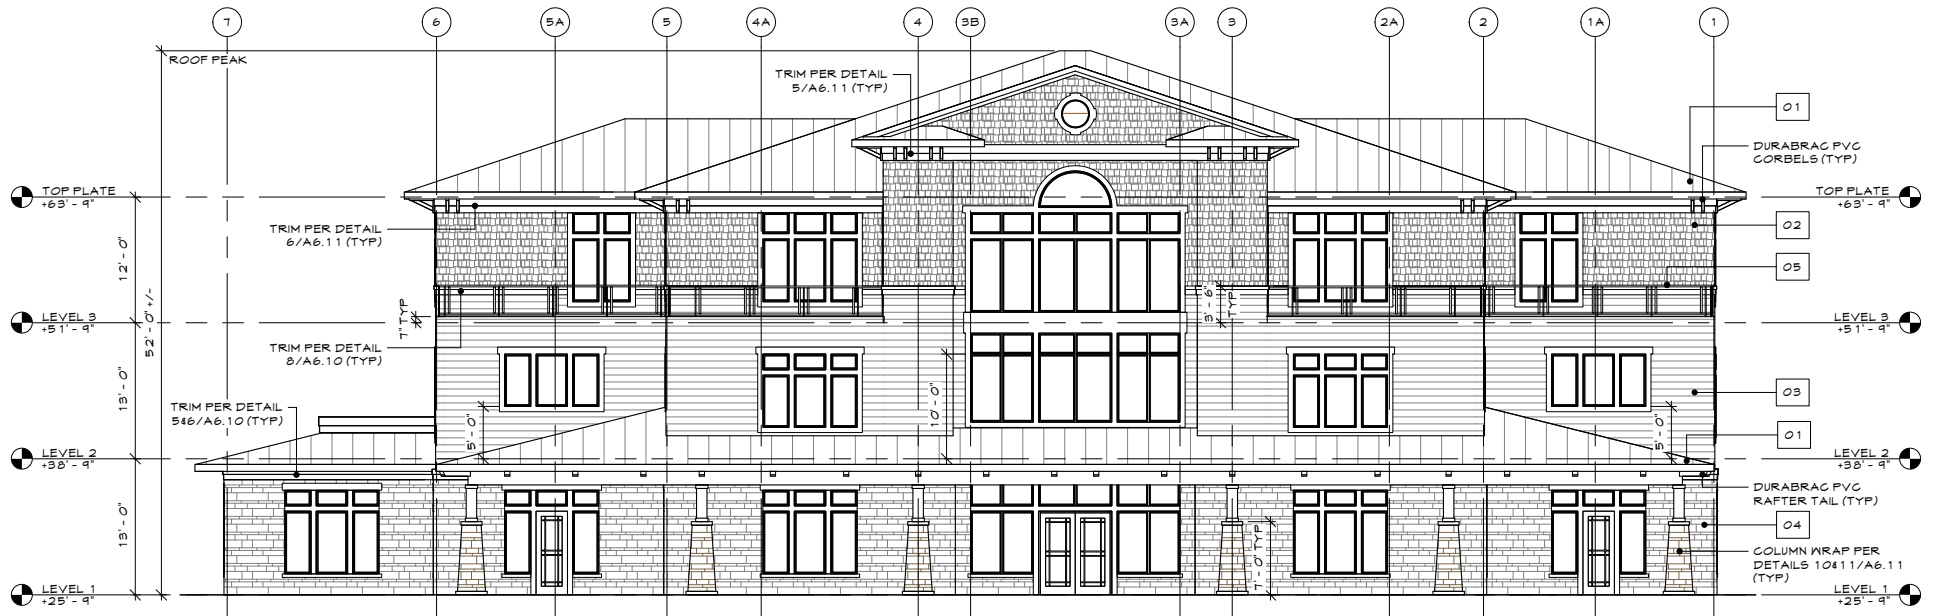 7
6
5A
5
4A
4
3B
3A
3
2A
2
1A
1
ROOF PEAK
TRIM PER DETAIL
5/A6.11 (TYP)
01
DURABRAC PVC
CORBELS (TYP)
TOP PLATE
+63' - 9"
TOP PLATE
+63' - 9"
TRIM PER DETAIL
6/A6.11 (TYP)
02
12' - 0"
05
52' - 0" +/-
7" TYP
3' - 6"
TYP
LEVEL 3
+51' - 9"
LEVEL 3
+51' - 9"
TRIM PER DETAIL
8/A6.10 (TYP)
13' - 0"
03
TRIM PER DETAIL
5&6/A6.10 (TYP)
5' - 0"
10' - 0"
5' - 0"
01
LEVEL 2
+38' - 9"
LEVEL 2
+38' - 9"
DURABRAC PVC
RAFTER TAIL (TYP)
13' - 0"
04
7' - 0" TYP
COLUMN WRAP PER
DETAILS 10&11/A6.11
(TYP)
LEVEL 1
+25' - 9"
LEVEL 1
+25' - 9"